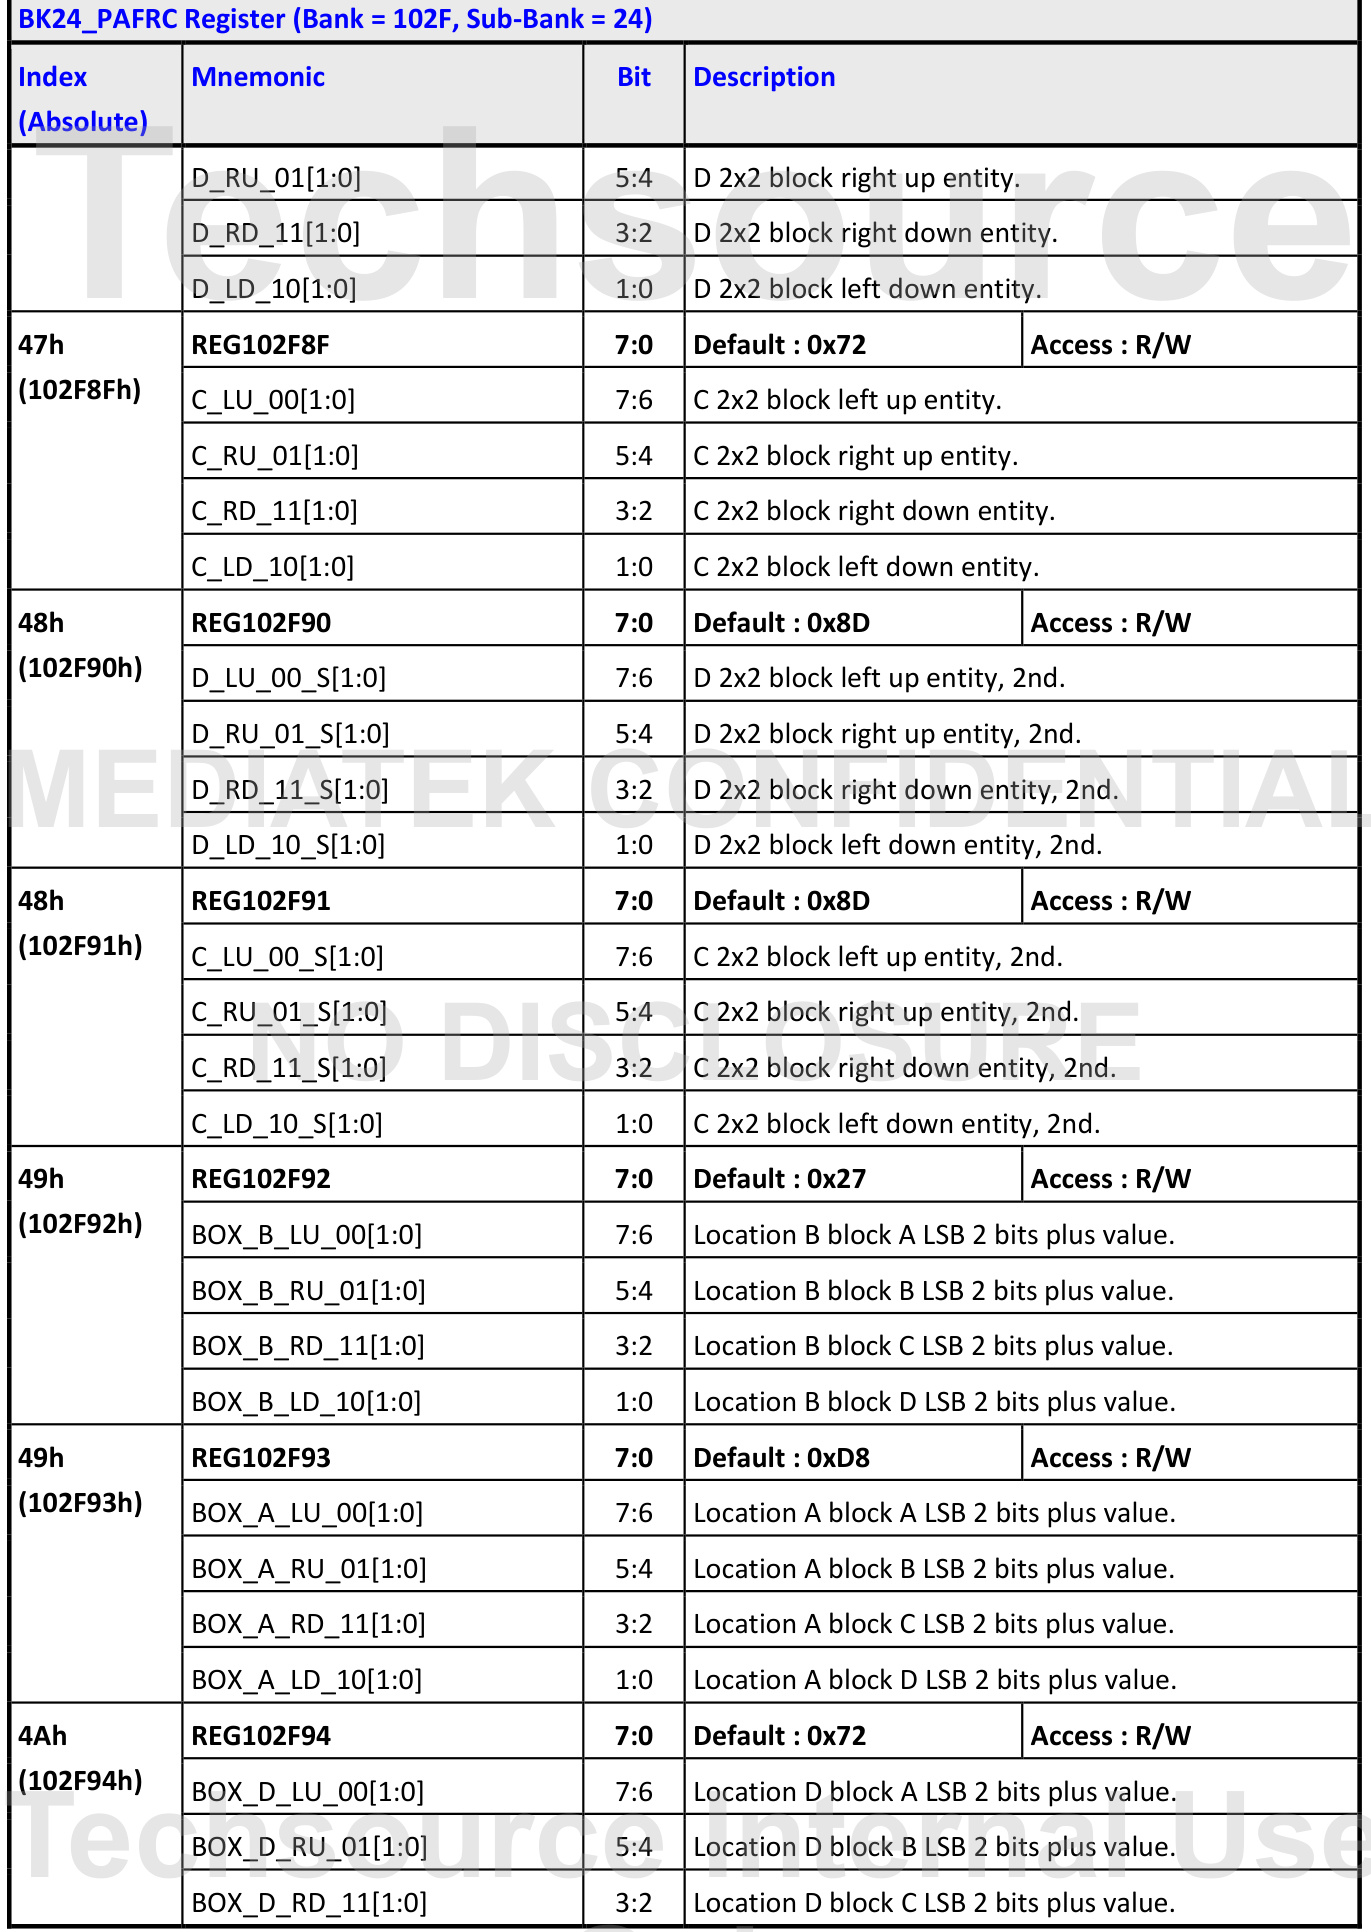 BK24_PAFRC Register (Bank = 102F, Sub-Bank = 24)
Index (Absolute) Mnemonic Bit Description
D_RU_01[1:0] 5:4 D 2x2 block right up entity.
D_RD_11[1:0] 3:2 D 2x2 block right down entity.
D_LD_10[1:0] 1:0 D 2x2 block left down entity.
47h (102F8Fh) REG102F8F 7:0 Default : 0x72 Access : R/W
C_LU_00[1:0] 7:6 C 2x2 block left up entity.
C_RU_01[1:0] 5:4 C 2x2 block right up entity.
C_RD_11[1:0] 3:2 C 2x2 block right down entity.
C_LD_10[1:0] 1:0 C 2x2 block left down entity.
48h (102F90h) REG102F90 7:0 Default : 0x8D Access : R/W
D_LU_00_S[1:0] 7:6 D 2x2 block left up entity, 2nd.
D_RU_01_S[1:0] 5:4 D 2x2 block right up entity, 2nd.
D_RD_11_S[1:0] 3:2 D 2x2 block right down entity, 2nd.
D_LD_10_S[1:0] 1:0 D 2x2 block left down entity, 2nd.
48h (102F91h) REG102F91 7:0 Default : 0x8D Access : R/W
C_LU_00_S[1:0] 7:6 C 2x2 block left up entity, 2nd.
C_RU_01_S[1:0] 5:4 C 2x2 block right up entity, 2nd.
C_RD_11_S[1:0] 3:2 C 2x2 block right down entity, 2nd.
C_LD_10_S[1:0] 1:0 C 2x2 block left down entity, 2nd.
49h (102F92h) REG102F92 7:0 Default : 0x27 Access : R/W
BOX_B_LU_00[1:0] 7:6 Location B block A LSB 2 bits plus value.
BOX_B_RU_01[1:0] 5:4 Location B block B LSB 2 bits plus value.
BOX_B_RD_11[1:0] 3:2 Location B block C LSB 2 bits plus value.
BOX_B_LD_10[1:0] 1:0 Location B block D LSB 2 bits plus value.
49h (102F93h) REG102F93 7:0 Default : 0xD8 Access : R/W
BOX_A_LU_00[1:0] 7:6 Location A block A LSB 2 bits plus value.
BOX_A_RU_01[1:0] 5:4 Location A block B LSB 2 bits plus value.
BOX_A_RD_11[1:0] 3:2 Location A block C LSB 2 bits plus value.
BOX_A_LD_10[1:0] 1:0 Location A block D LSB 2 bits plus value.
4Ah (102F94h) REG102F94 7:0 Default : 0x72 Access : R/W
BOX_D_LU_00[1:0] 7:6 Location D block A LSB 2 bits plus value.
BOX_D_RU_01[1:0] 5:4 Location D block B LSB 2 bits plus value.
BOX_D_RD_11[1:0] 3:2 Location D block C LSB 2 bits plus value.
Techsource
MEDIATEK CONFIDENTIAL
NO DISCLOSURE
Techsource Internal Use